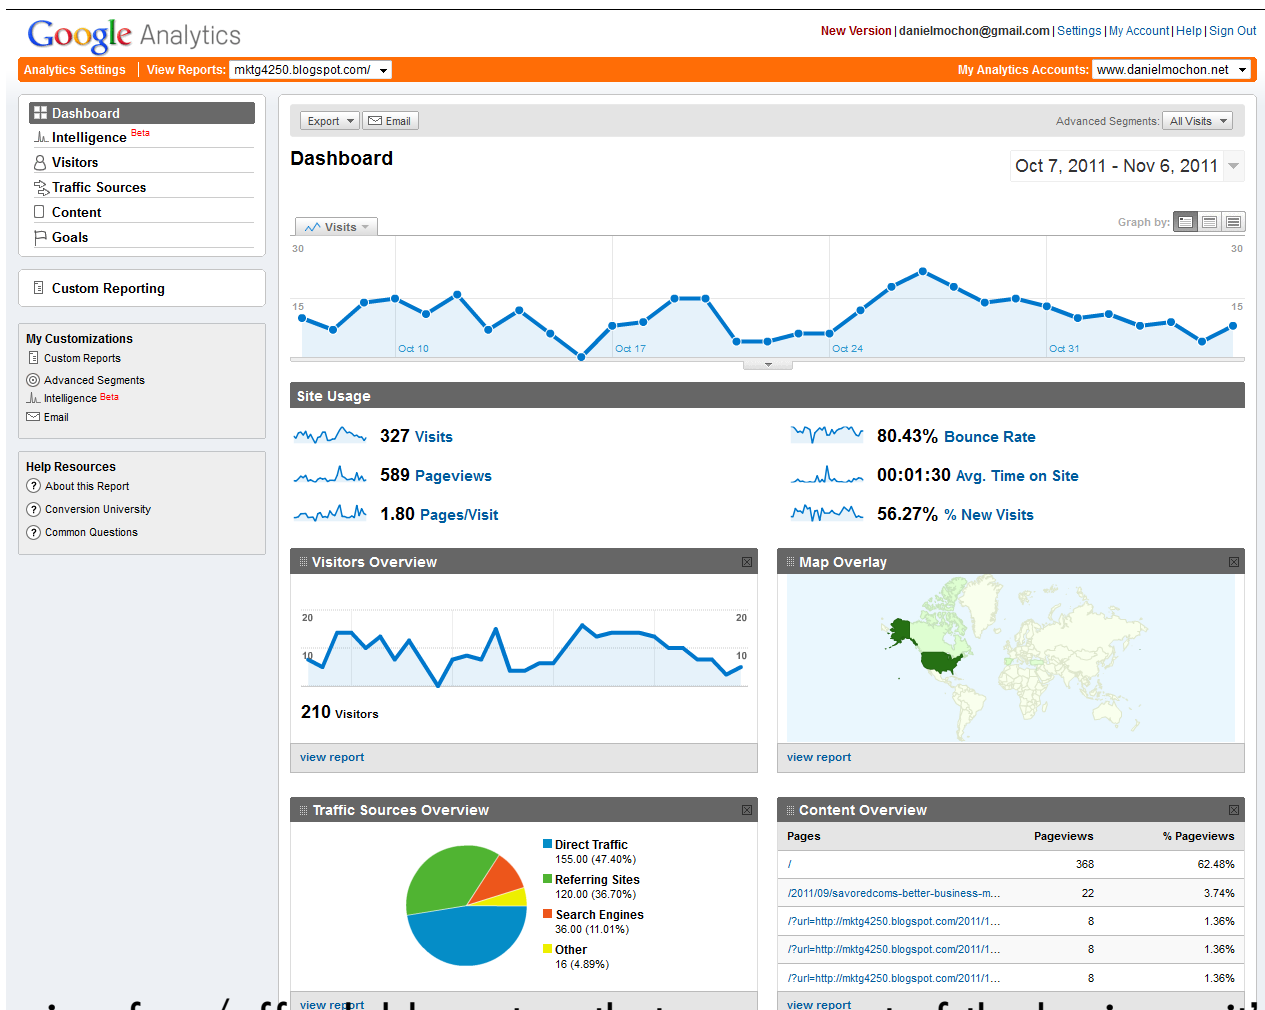 Google Analytics
New Version | danielmochon@gmail.com | Settings | My Account | Help | Sign Out
Analytics Settings | View Reports: mktg4250.blogspot.com/
My Analytics Accounts: www.danielmochon.net
Dashboard
Intelligence Beta
Visitors
Traffic Sources
Content
Goals
Custom Reporting
My Customizations
Custom Reports
Advanced Segments
Intelligence Beta
Email
Help Resources
? About this Report
? Conversion University
? Common Questions
Export Email
Advanced Segments: All Visits
Dashboard
Oct 7, 2011 - Nov 6, 2011
Visits
Graph by:
30 30
15 15
Oct 10 Oct 17 Oct 24 Oct 31
Site Usage
327 Visits
589 Pageviews
1.80 Pages/Visit
80.43% Bounce Rate
00:01:30 Avg. Time on Site
56.27% % New Visits
Visitors Overview
20 20
10 10
210 Visitors
view report
Map Overlay
view report
Traffic Sources Overview
Direct Traffic
155.00 (47.40%)
Referring Sites
120.00 (36.70%)
Search Engines
36.00 (11.01%)
Other
16 (4.89%)
view report
Content Overview
Pages Pageviews % Pageviews
/ 368 62.48%
/2011/09/savoredcoms-better-business-m... 22 3.74%
/?url=http://mktg4250.blogspot.com/2011/1... 8 1.36%
/?url=http://mktg4250.blogspot.com/2011/1... 8 1.36%
/?url=http://mktg4250.blogspot.com/2011/1... 8 1.36%
view report